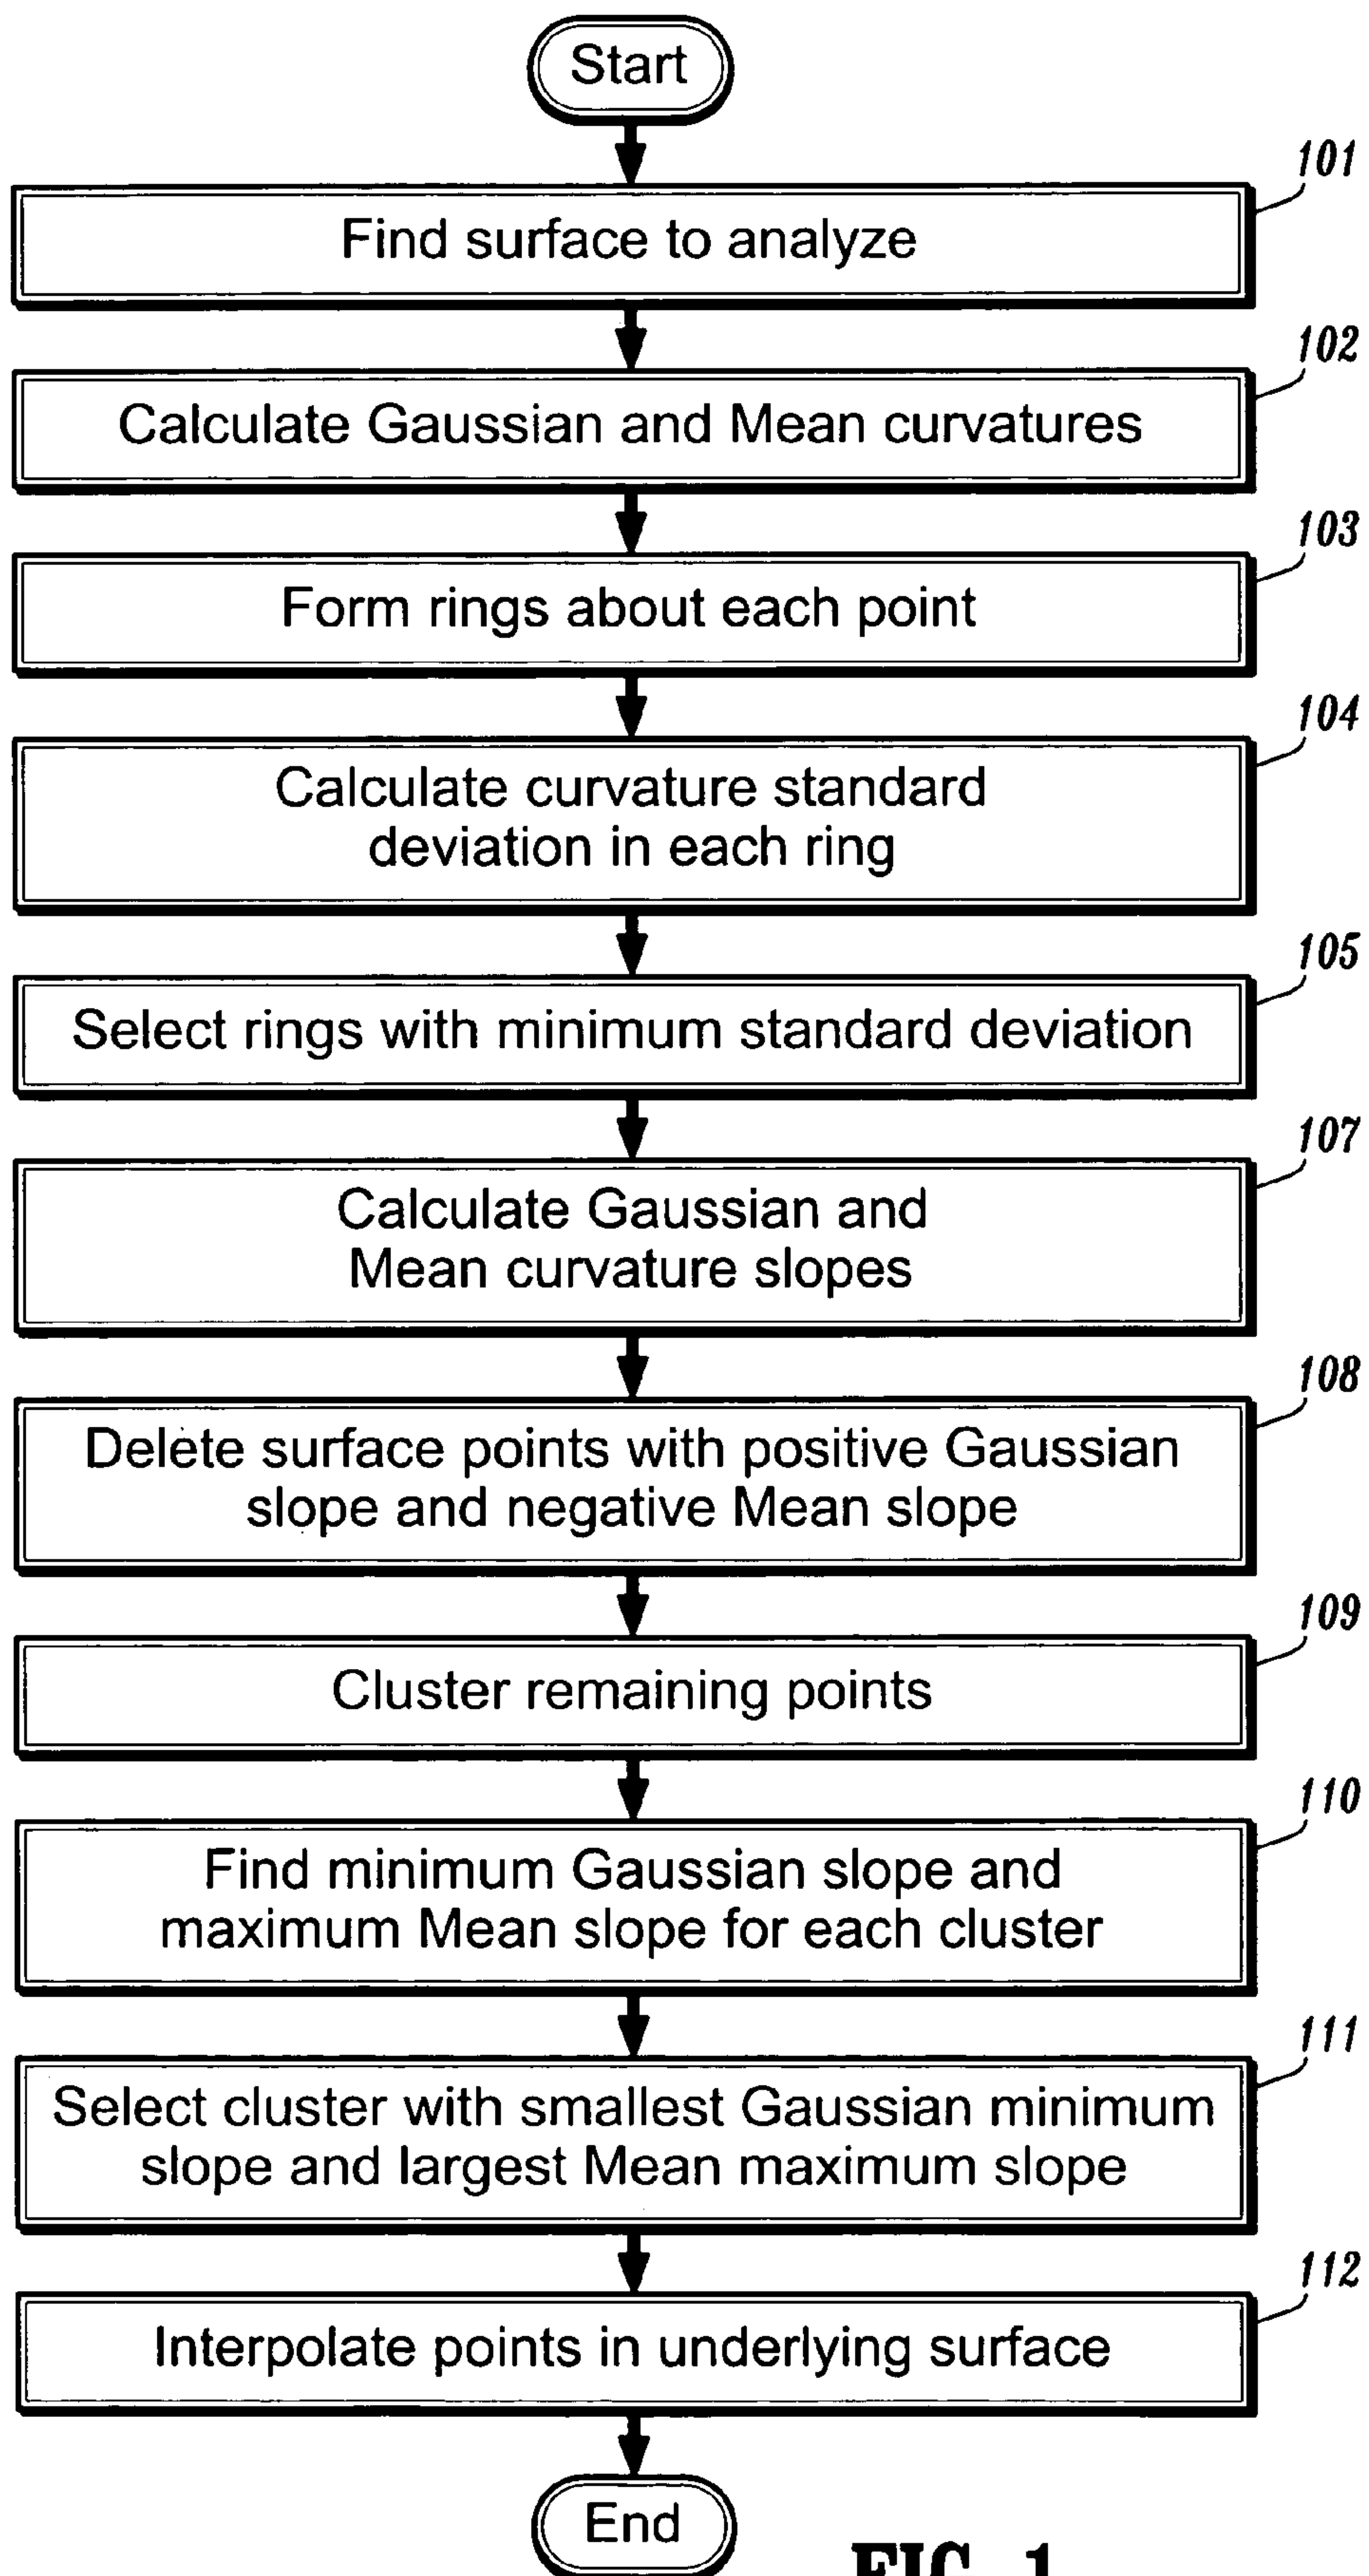 Start
101
Find surface to analyze
102
Calculate Gaussian and Mean curvatures
103
Form rings about each point
104
Calculate curvature standard
deviation in each ring
105
Select rings with minimum standard deviation
107
Calculate Gaussian and
Mean curvature slopes
108
Delete surface points with positive Gaussian
slope and negative Mean slope
109
Cluster remaining points
110
Find minimum Gaussian slope and
maximum Mean slope for each cluster
111
Select cluster with smallest Gaussian minimum
slope and largest Mean maximum slope
112
Interpolate points in underlying surface
End
FIG. 1